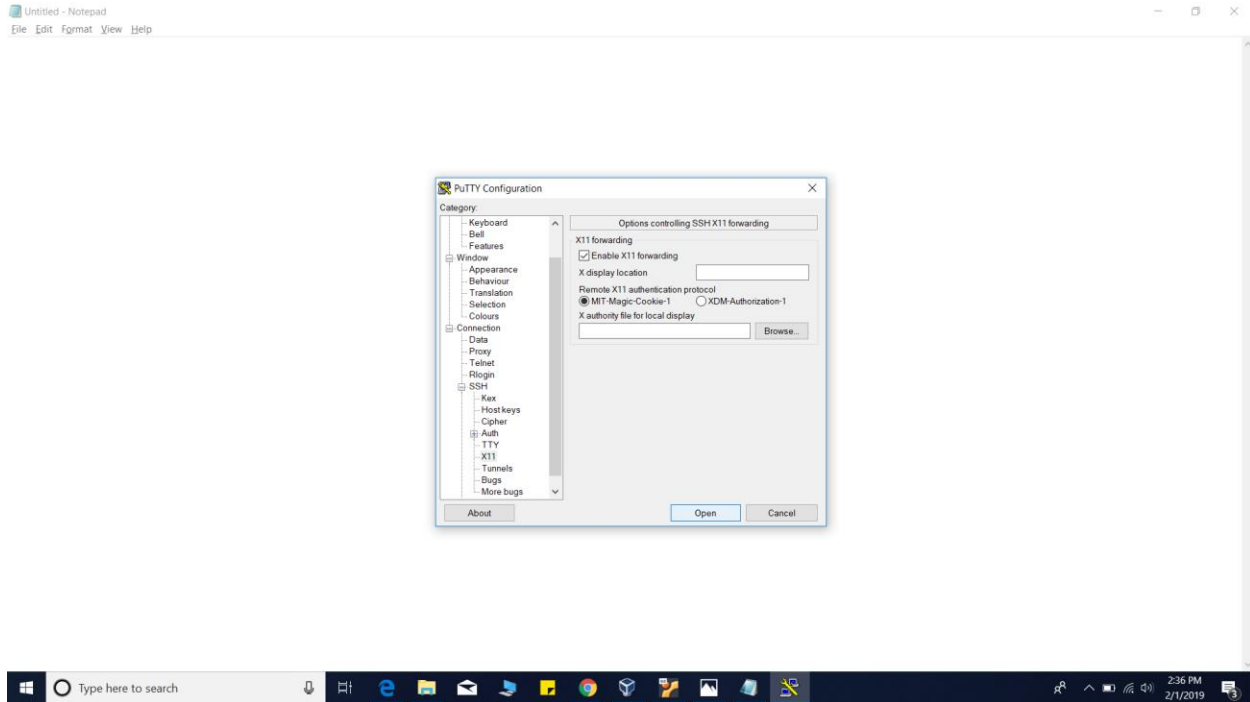 Untitled - Notepad
File Edit Format View Help
PuTTY Configuration
Category:
Keyboard
Bell
Features
Window
Appearance
Behaviour
Translation
Selection
Colours
Connection
Data
Proxy
Telnet
Rlogin
SSH
Kex
Host keys
Cipher
Auth
TTY
X11
Tunnels
Bugs
More bugs
Options controlling SSH X11 forwarding
X11 forwarding
Enable X11 forwarding
X display location
Remote X11 authentication protocol
MIT-Magic-Cookie-1 XDM-Authorization-1
X authority file for local display
Browse...
About Open Cancel
Type here to search
2:36 PM
2/1/2019
3